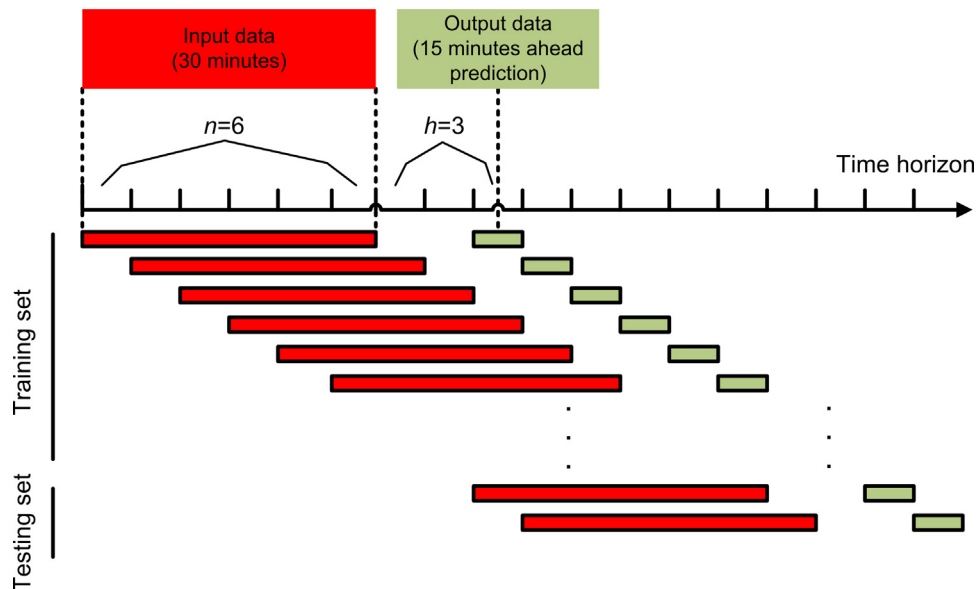 Input data
(30 minutes)
Output data
(15 minutes ahead
prediction)
n=6
h=3
Time horizon
Training set
Testing set